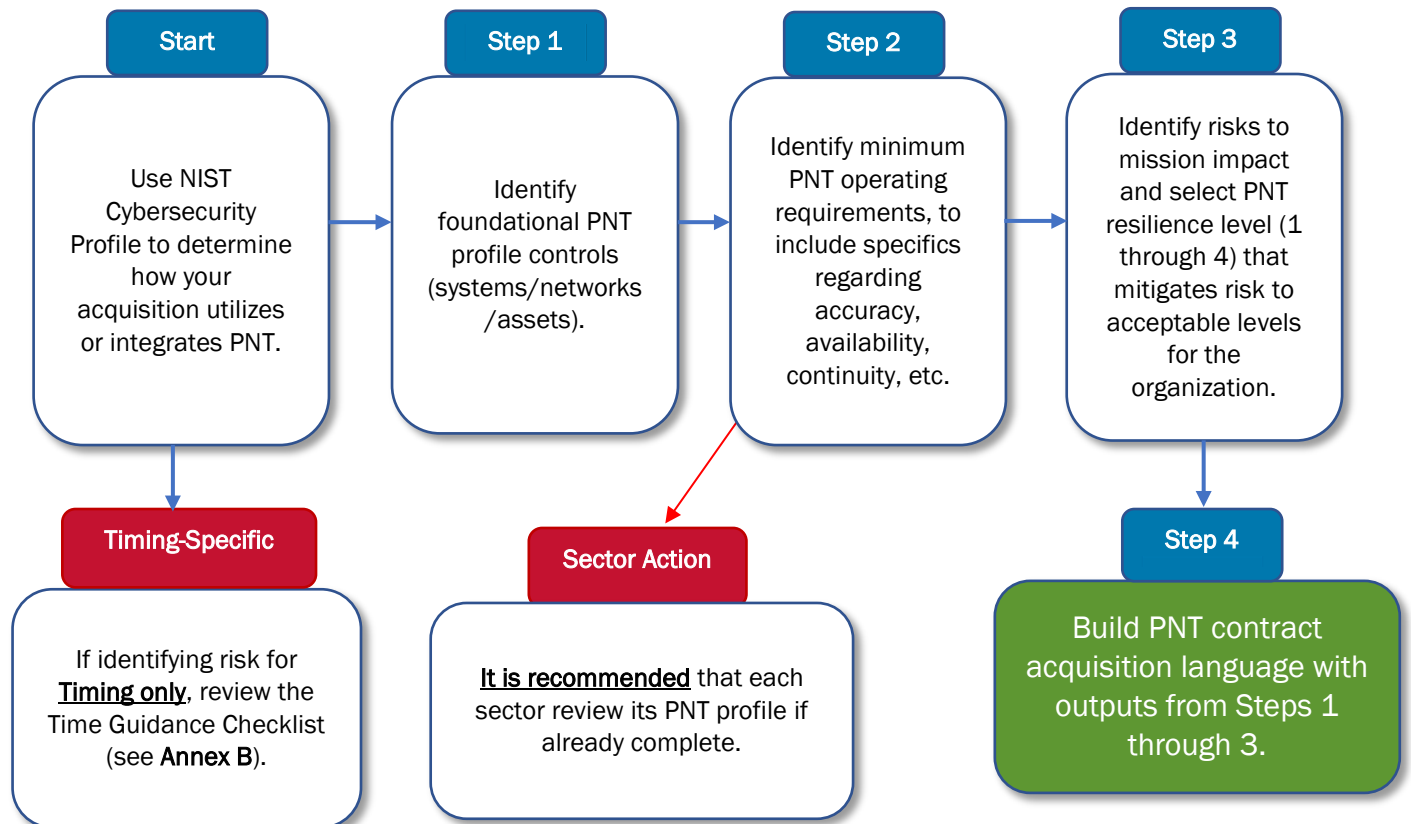 Start
Use NIST
Cybersecurity
Profile to determine
how your
acquisition utilizes
or integrates PNT.
Step 1
Identify
foundational PNT
profile controls
(systems/networks
/assets).
Step 2
Identify minimum
PNT operating
requirements, to
include specifics
regarding
accuracy,
availability,
continuity, etc.
Step 3
Identify risks to
mission impact
and select PNT
resilience level (1
through 4) that
mitigates risk to
acceptable levels
for the
organization.
Timing-Specific
If identifying risk for
Timing only, review the
Time Guidance Checklist
(see Annex B).
Sector Action
It is recommended that each
sector review its PNT profile if
already complete.
Step 4
Build PNT contract
acquisition language with
outputs from Steps 1
through 3.